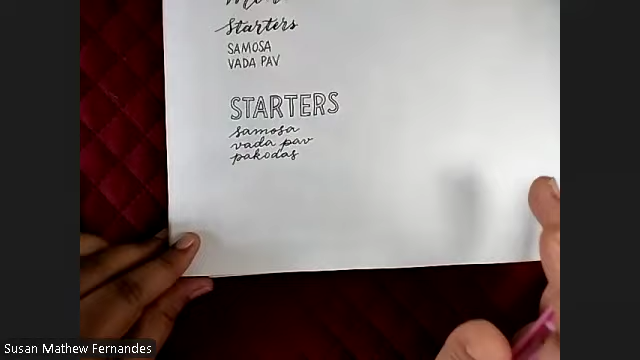 Starters
SAMOSA
VADA PAV
STARTERS
samosa
vada pav
pakodas
Susan Mathew Fernandes